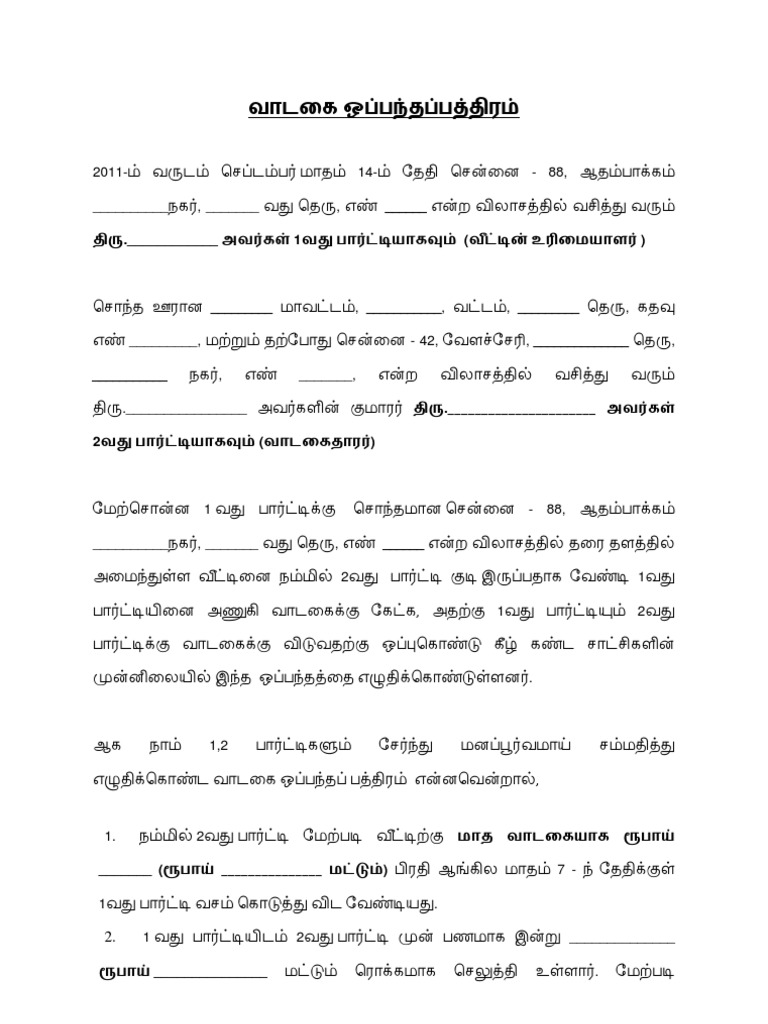 வாடகை ஒப்பந்தப்பத்திரம்
2011-ம் வருடம் செப்டம்பர் மாதம் 14-ம் தேதி சென்னை - 88, ஆதம்பாக்கம்
__________நகர், _______ வது தெரு, எண் ______ என்ற விலாசத்தில் வசித்து வரும்
திரு.____________ அவர்கள் 1வது பார்ட்டியாகவும் (வீட்டின் உரிமையாளர் )
சொந்த ஊரான ________ மாவட்டம், __________, வட்டம், ________ தெரு, கதவு
எண் _________, மற்றும் தற்போது சென்னை - 42, வேளச்சேரி, _____________ தெரு,
__________ நகர், எண் _______, என்ற விலாசத்தில் வசித்து வரும்
திரு.________________ அவர்களின் குமாரர் திரு.______________________ அவர்கள்
2வது பார்ட்டியாகவும் (வாடகைதாரர்)
மேற்சொன்ன 1 வது பார்ட்டிக்கு சொந்தமான சென்னை - 88, ஆதம்பாக்கம்
__________நகர், _______ வது தெரு, எண் ______ என்ற விலாசத்தில் தரை தளத்தில்
அமைந்துள்ள வீட்டினை நம்மில் 2வது பார்ட்டி குடி இருப்பதாக வேண்டி 1வது
பார்ட்டியினை அணுகி வாடகைக்கு கேட்க, அதற்கு 1வது பார்ட்டியும் 2வது
பார்ட்டிக்கு வாடகைக்கு விடுவதற்கு ஒப்புகொண்டு கீழ் கண்ட சாட்சிகளின்
முன்னிலையில் இந்த ஒப்பந்தத்தை எழுதிக்கொண்டுள்ளனர்.
ஆக நாம் 1,2 பார்ட்டிகளும் சேர்ந்து மனப்பூர்வமாய் சம்மதித்து
எழுதிக்கொண்ட வாடகை ஒப்பந்தப் பத்திரம் என்னவென்றால்,
1. நம்மில் 2வது பார்ட்டி மேற்படி வீட்டிற்கு மாத வாடகையாக ரூபாய்
_______ (ரூபாய் _______________ மட்டும்) பிரதி ஆங்கில மாதம் 7 - ந் தேதிக்குள்
1வது பார்ட்டி வசம் கொடுத்து விட வேண்டியது.
2. 1 வது பார்ட்டியிடம் 2வது பார்ட்டி முன் பணமாக இன்று ______________
ரூபாய் _______________ மட்டும் ரொக்கமாக செலுத்தி உள்ளார். மேற்படி